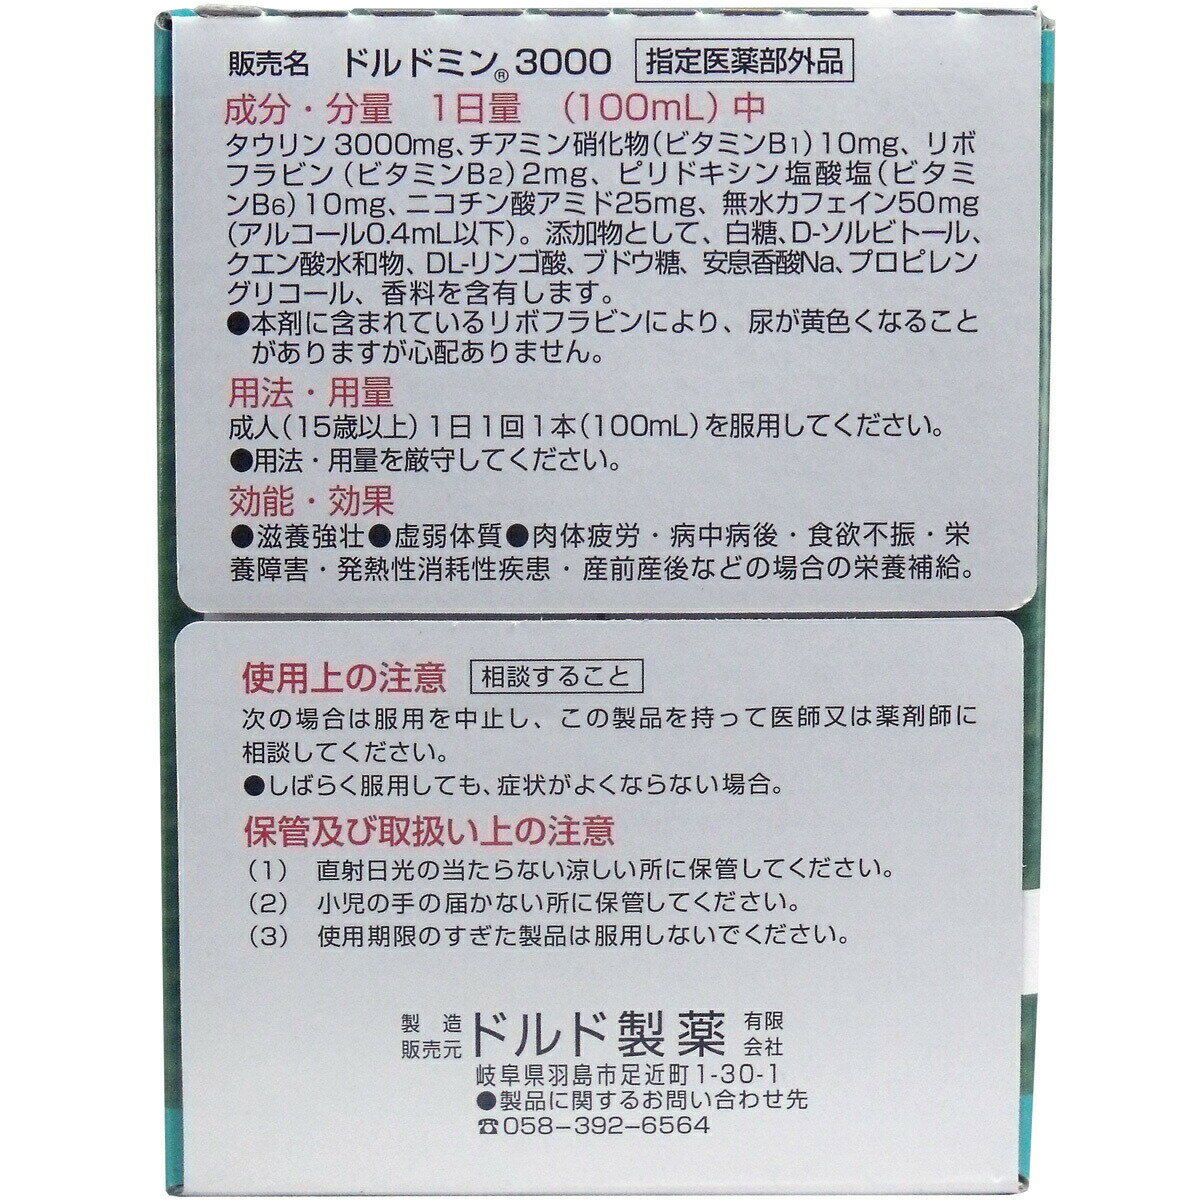 販売名 ドルドミン®3000 指定医薬部外品
成分・分量 1日量 (100mL)中
タウリン3000mg、チアミン硝化物(ビタミンB1)10mg、リボ
フラビン(ビタミンB2)2mg、ピリドキシン塩酸塩(ビタミ
ンB6)10mg、ニコチン酸アミド25mg、無水カフェイン50mg
(アルコール0.4mL以下)。添加物として、白糖、D-ソルビトール、
クエン酸水和物、DL-リンゴ酸、ブドウ糖、安息香酸Na、プロピレン
グリコール、香料を含有します。
●本剤に含まれているリボフラビンにより、尿が黄色くなること
がありますが心配ありません。
用法・用量
成人(15歳以上)1日1回1本(100mL)を服用してください。
●用法・用量を厳守してください。
効能・効果
●滋養強壮●虚弱体質●肉体疲労・病中病後・食欲不振・栄
養障害・発熱性消耗性疾患・産前産後などの場合の栄養補給。
使用上の注意 相談すること
次の場合は服用を中止し、この製品を持って医師又は薬剤師に
相談してください。
●しばらく服用しても、症状がよくならない場合。
保管及び取扱い上の注意
(1) 直射日光の当たらない涼しい所に保管してください。
(2) 小児の手の届かない所に保管してください。
(3) 使用期限のすぎた製品は服用しないでください。
製造販売元 ドルド製薬 有限会社
岐阜県羽島市足近町1-30-1
●製品に関するお問い合わせ先
☎058-392-6564